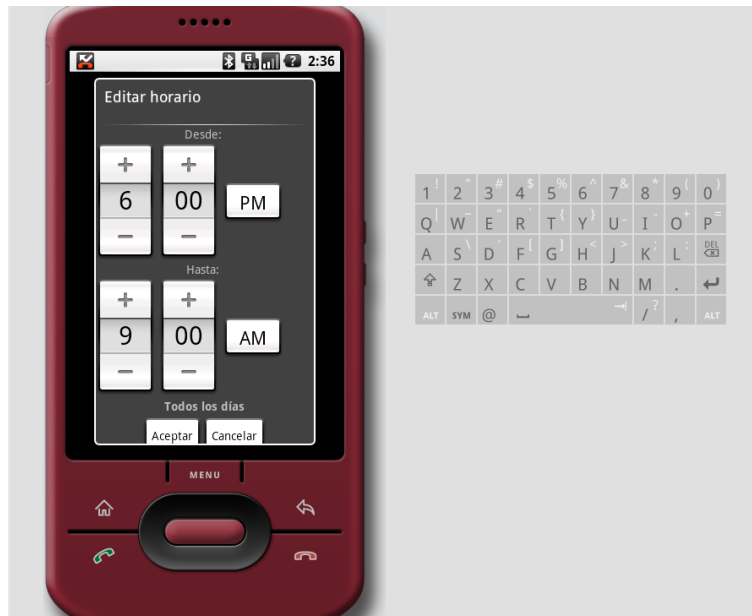 2:36
Editar horario
Desde:
+ +
6 00 PM
− −
Hasta:
+ +
9 00 AM
− −
Todos los días
Aceptar Cancelar
MENU
1 ! 2 " 3 # 4 $ 5 % 6 ^ 7 & 8 * 9 ( 0 )
Q | W ~ E " R ` T { Y } U _ I - O + P =
A S \ D ' F [ G ] H < J > K ; L : DEL
Z X C V B N M .
ALT SYM @ / ? , ALT